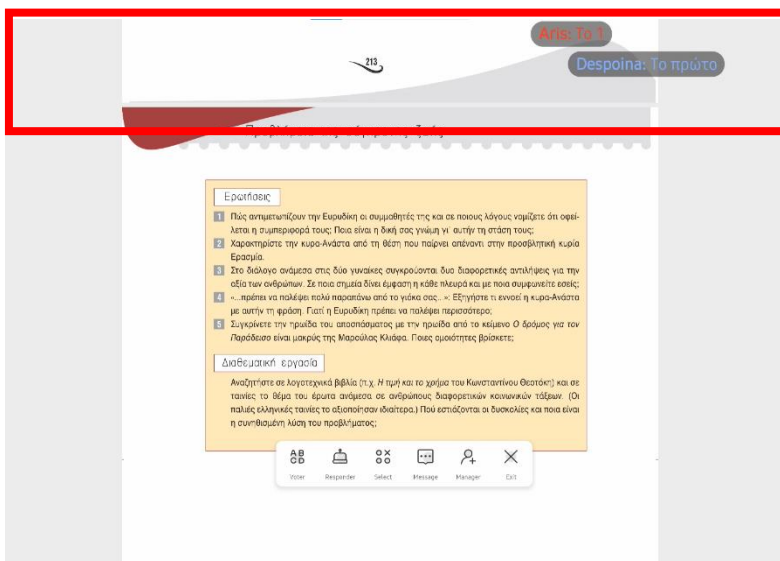 Aris: Το 1
213
Despoina: Το πρώτο
Ερωτήσεις
1 Πώς αντιμετωπίζουν την Ευρυδίκη οι συμμαθητές της και σε ποιους λόγους νομίζετε ότι οφεί-
λεται η συμπεριφορά τους; Ποια είναι η δική σας γνώμη γι' αυτήν τη στάση τους;
2 Χαρακτηρίστε την κυρα-Ανάστα από τη θέση που παίρνει απέναντι στην προσβλητική κυρία
Ερασμία.
3 Στο διάλογο ανάμεσα στις δύο γυναίκες συγκρούονται δυο διαφορετικές αντιλήψεις για την
αξία των ανθρώπων. Σε ποια σημεία δίνει έμφαση η κάθε πλευρά και με ποια συμφωνείτε εσείς;
4 «...πρέπει να παλέψει πολύ παραπάνω από το γιόκα σας...»: Εξηγήστε τι εννοεί η κυρα-Ανάστα
με αυτήν τη φράση. Γιατί η Ευρυδίκη πρέπει να παλέψει περισσότερο;
5 Συγκρίνετε την ηρωίδα του αποσπάσματος με την ηρωίδα από το κείμενο Ο δρόμος για τον
Παράδεισο είναι μακρύς της Μαρούλας Κλιάφα. Ποιες ομοιότητες βρίσκετε;
Διαθεματική εργασία
Αναζητήστε σε λογοτεχνικά βιβλία (π.χ. Η τιμή και το χρήμα του Κωνσταντίνου Θεοτόκη) και σε
ταινίες το θέμα του έρωτα ανάμεσα σε ανθρώπους διαφορετικών κοινωνικών τάξεων. (Οι
παλιές ελληνικές ταινίες το αξιοποίησαν ιδιαίτερα.) Πού εστιάζονται οι δυσκολίες και ποια είναι
η συνηθισμένη λύση του προβλήματος;
Voter Responder Select Message Manager Exit